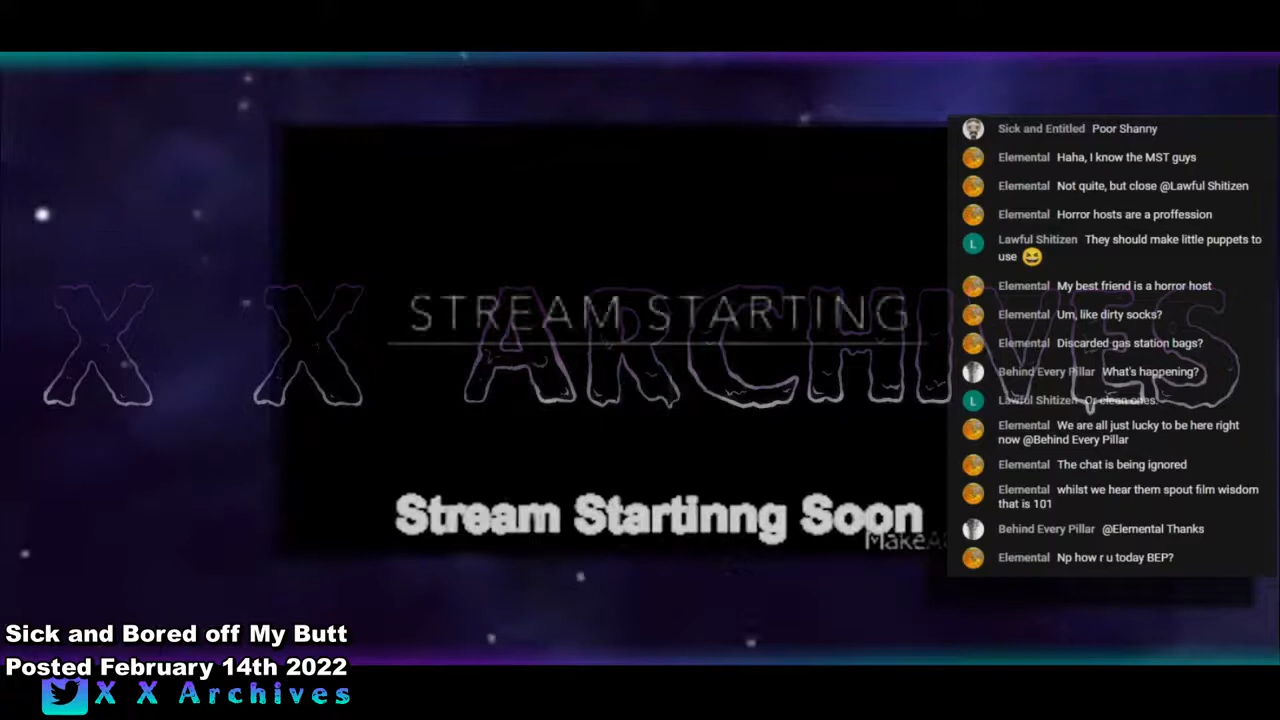 Sick and Entitled Poor Shanny
Elemental Haha, I know the MST guys
Elemental Not quite, but close @Lawful Shitizen
Elemental Horror hosts are a proffession
Lawful Shitizen They should make little puppets to
use 😆
Elemental My best friend is a horror host
STREAM STARTING
X X ARCHIVES
Elemental Um, like dirty socks?
Elemental Discarded gas station bags?
Behind Every Pillar What's happening?
Lawful Shitizen Or clean ones.
Elemental We are all just lucky to be here right
now @Behind Every Pillar
Elemental The chat is being ignored
Elemental whilst we hear them spout film wisdom
that is 101
Stream Startinng Soon
Behind Every Pillar @Elemental Thanks
Elemental Np how r u today BEP?
Sick and Bored off My Butt
Posted February 14th 2022
X X Archives